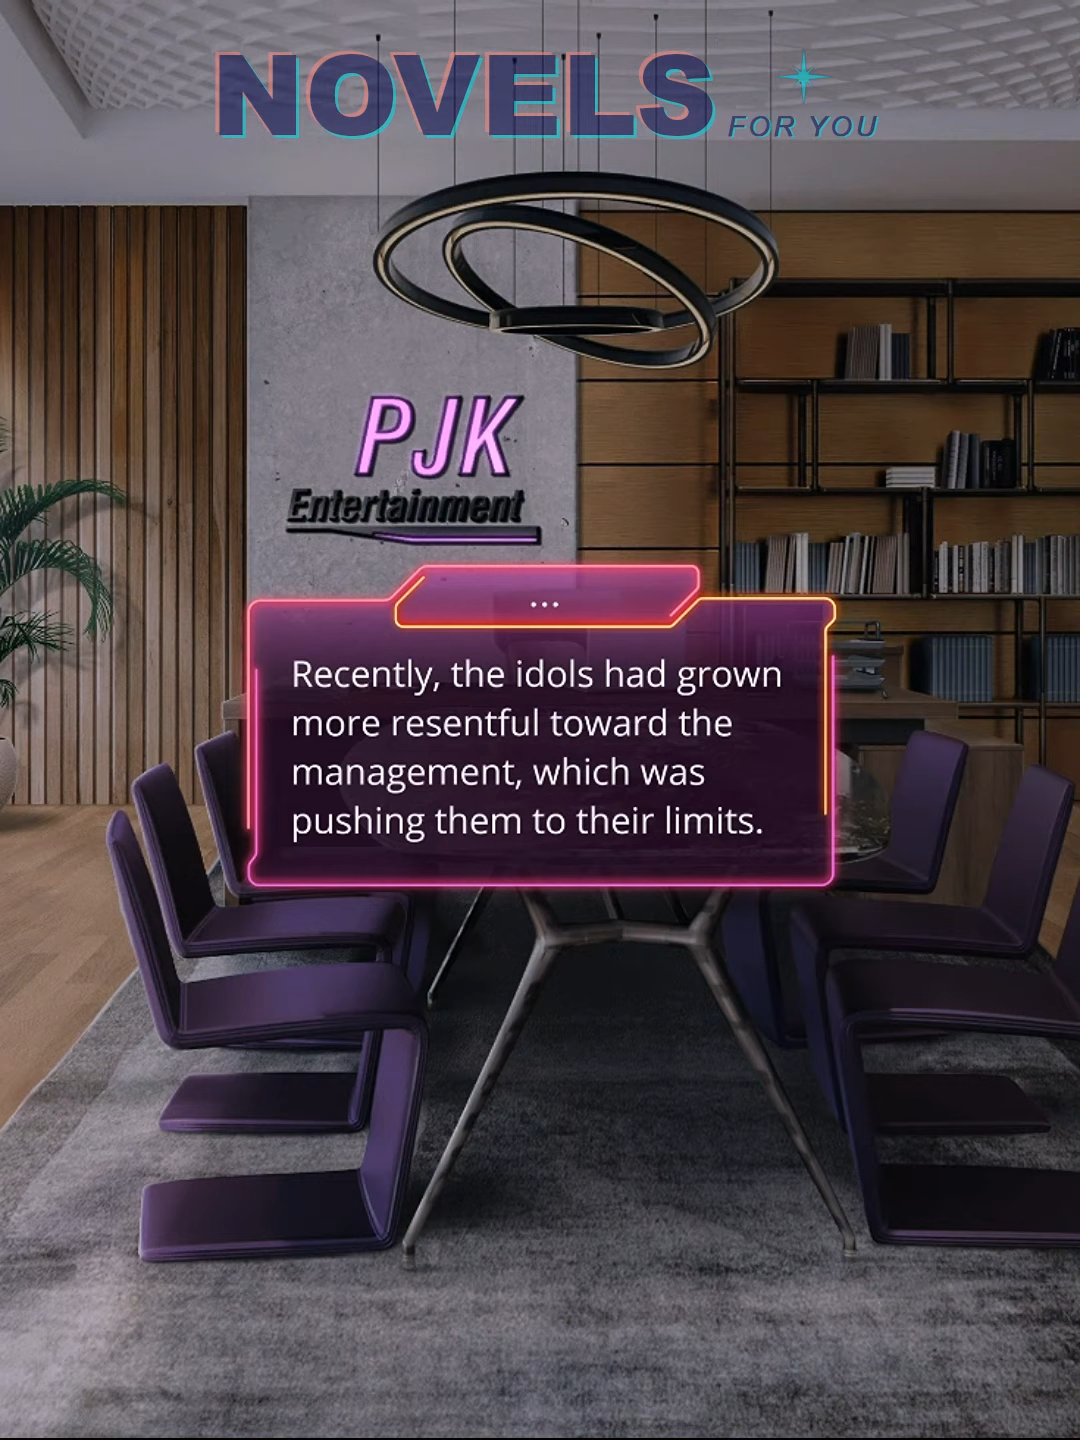 NOVELS
FOR YOU
PJK
Entertainment
...
Recently, the idols had grown
more resentful toward the
management, which was
pushing them to their limits.